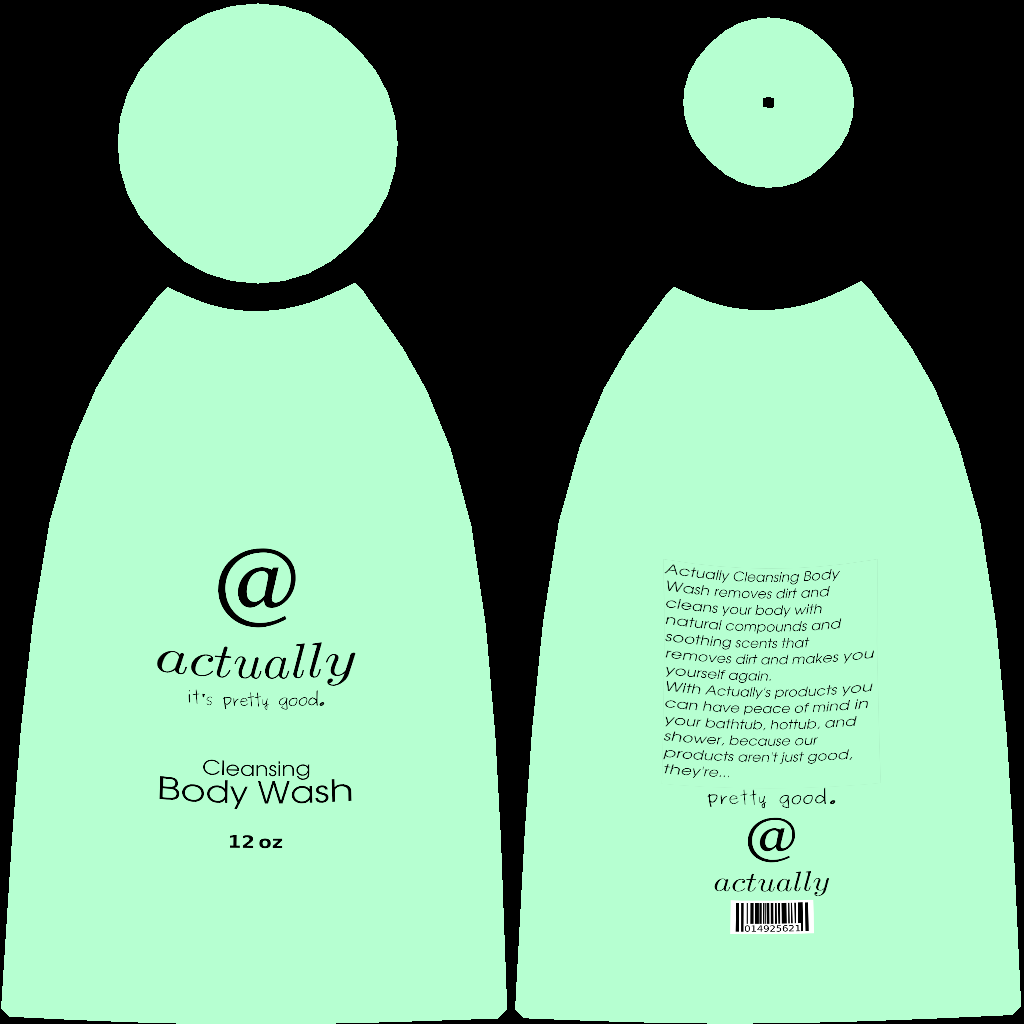 @
actually
it's pretty good.
Cleansing
Body Wash
12 oz
Actually Cleansing Body
Wash removes dirt and
cleans your body with
natural compounds and
soothing scents that
removes dirt and makes you
yourself again.
With Actually's products you
can have peace of mind in
your bathtub, hottub, and
shower, because our
products aren't just good,
they're...
pretty good.
@
actually
014925621